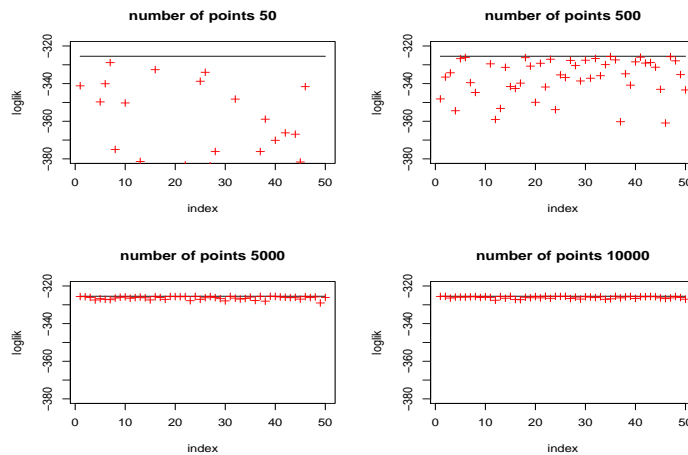 number of points 50
loglik
-380 -360 -340 -320
0 10 20 30 40 50
index
number of points 500
loglik
-380 -360 -340 -320
0 10 20 30 40 50
index
number of points 5000
loglik
-380 -360 -340 -320
0 10 20 30 40 50
index
number of points 10000
loglik
-380 -360 -340 -320
0 10 20 30 40 50
index